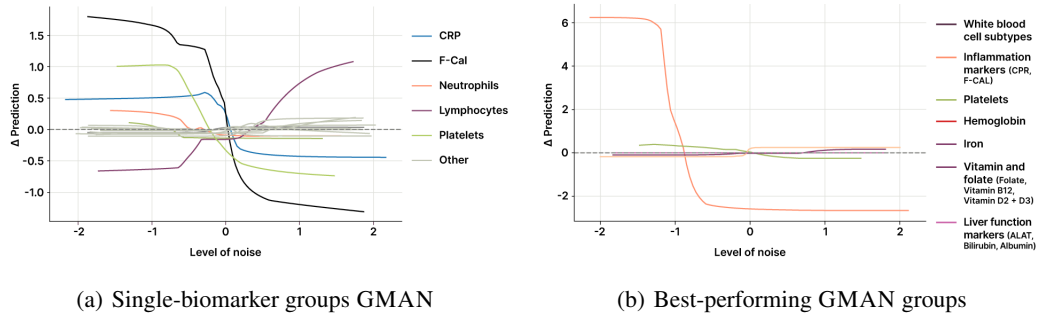 (a)
(b)
Δ Prediction
1.5
1.0
0.5
0.0
-0.5
-1.0
-2
-1
0
1
2
Level of noise
CRP
F-Cal
Neutrophils
Lymphocytes
Platelets
Other
Δ Prediction
6
4
2
0
-2
-2
-1
0
1
2
Level of noise
White blood
cell subtypes
Inflammation
markers (CPR,
F-CAL)
Platelets
Hemoglobin
Iron
Vitamin and
folate (Folate,
Vitamin B12,
Vitamin D2 + D3)
Liver function
markers (ALAT,
Bilirubin, Albumin)
(a) Single-biomarker groups GMAN
(b) Best-performing GMAN groups